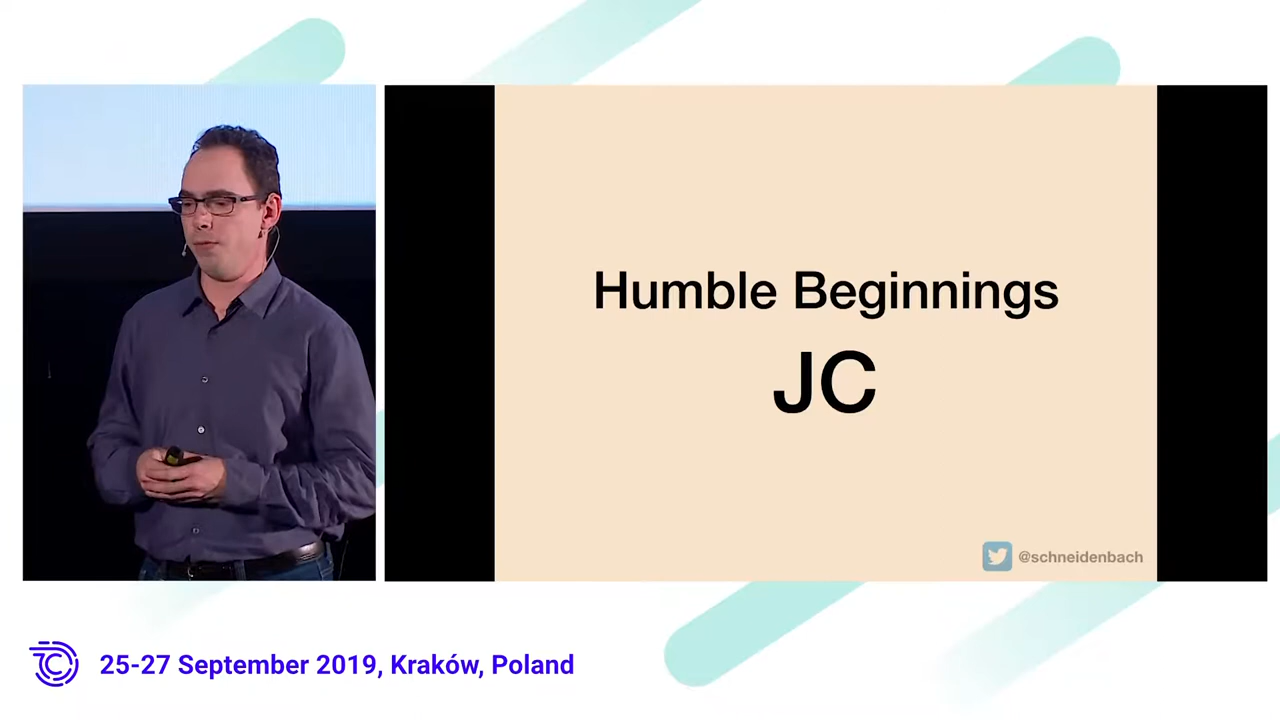 Humble Beginnings
JC
@schneidenbach
25-27 September 2019, Kraków, Poland